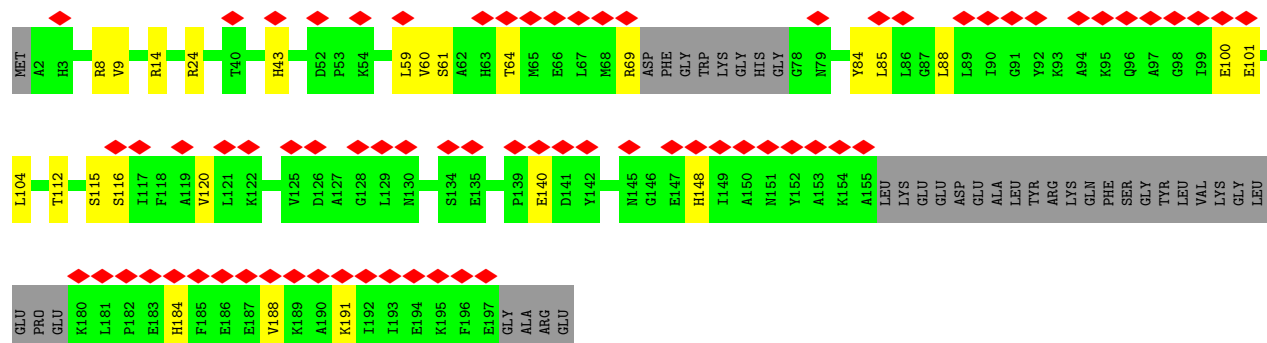 MET A2 H3 R8 V9 R14 R24 T40 H43 D52 P53 K54 L59 V60 S61 A62 H63 T64 M65 E66 L67 M68 R69 ASP PHE GLY TRP LYS GLY HIS GLY G78 N79 Y84 L85 L86 G87 L88 L89 I90 G91 Y92 K93 A94 K95 Q96 A97 G98 I99 E100 E101
L104 T112 S115 S116 I117 F118 A119 V120 L121 K122 V125 D126 A127 G128 L129 N130 S134 E135 P139 E140 D141 Y142 N145 G146 E147 H148 I149 A150 N151 Y152 A153 K154 A155 LEU LYS GLU GLU ASP GLU ALA LEU TYR ARG LYS GLN PHE SER GLY TYR LEU VAL LYS GLY LEU
GLU PRO GLU K180 L181 P182 E183 H184 F185 E186 E187 V188 K189 A190 K191 I192 I193 E194 K195 F196 E197 GLY ALA ARG GLU